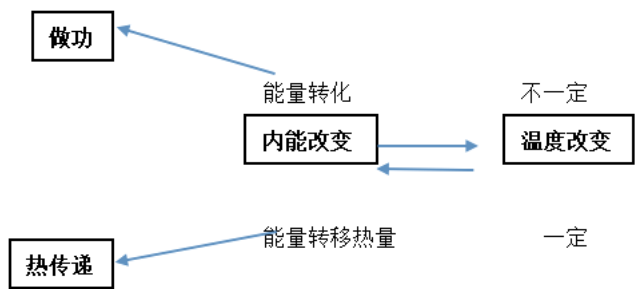 做功
能量转化
不一定
内能改变
温度改变
能量转移热量
一定
热传递